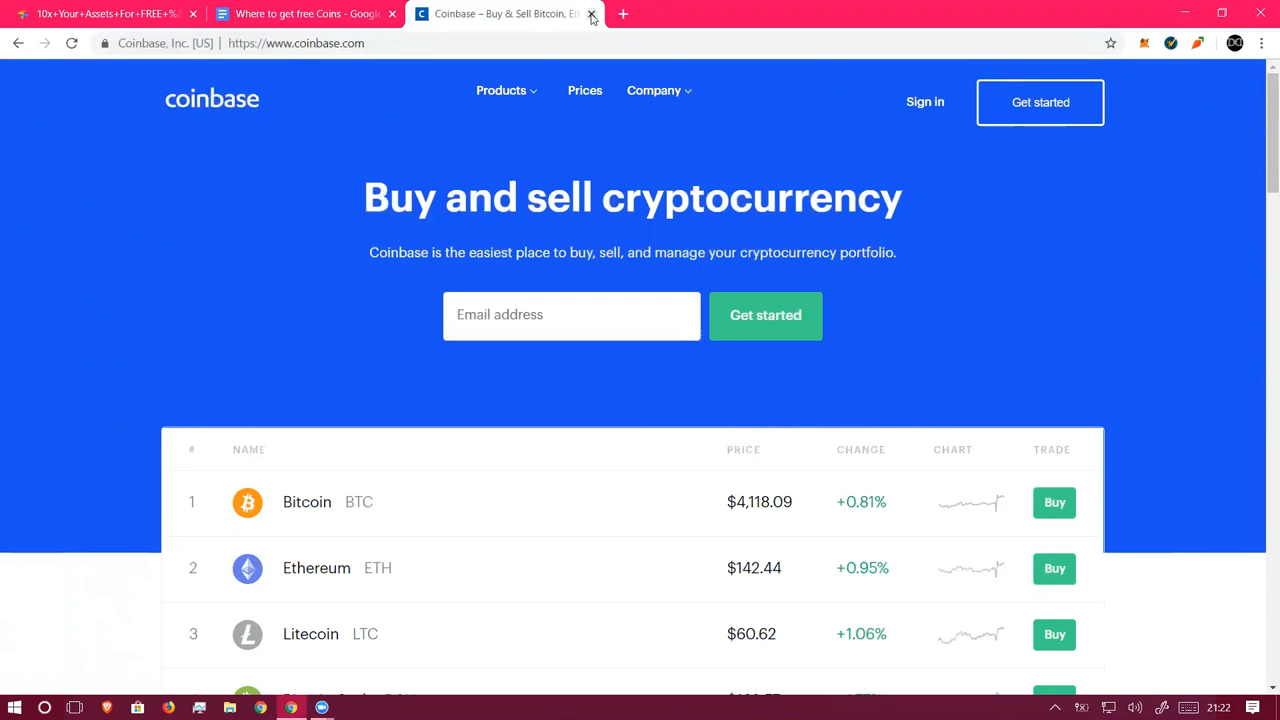 10x+Your+Assets+For+FREE+%2
Where to get free Coins - Google
Coinbase – Buy & Sell Bitcoin, Et
Coinbase, Inc. [US]
https://www.coinbase.com
coinbase
Products
Prices
Company
Sign in
Get started
Buy and sell cryptocurrency
Coinbase is the easiest place to buy, sell, and manage your cryptocurrency portfolio.
Email address
Get started
# NAME PRICE CHANGE CHART TRADE
1 Bitcoin BTC $4,118.09 +0.81% Buy
2 Ethereum ETH $142.44 +0.95% Buy
3 Litecoin LTC $60.62 +1.06% Buy
21:22